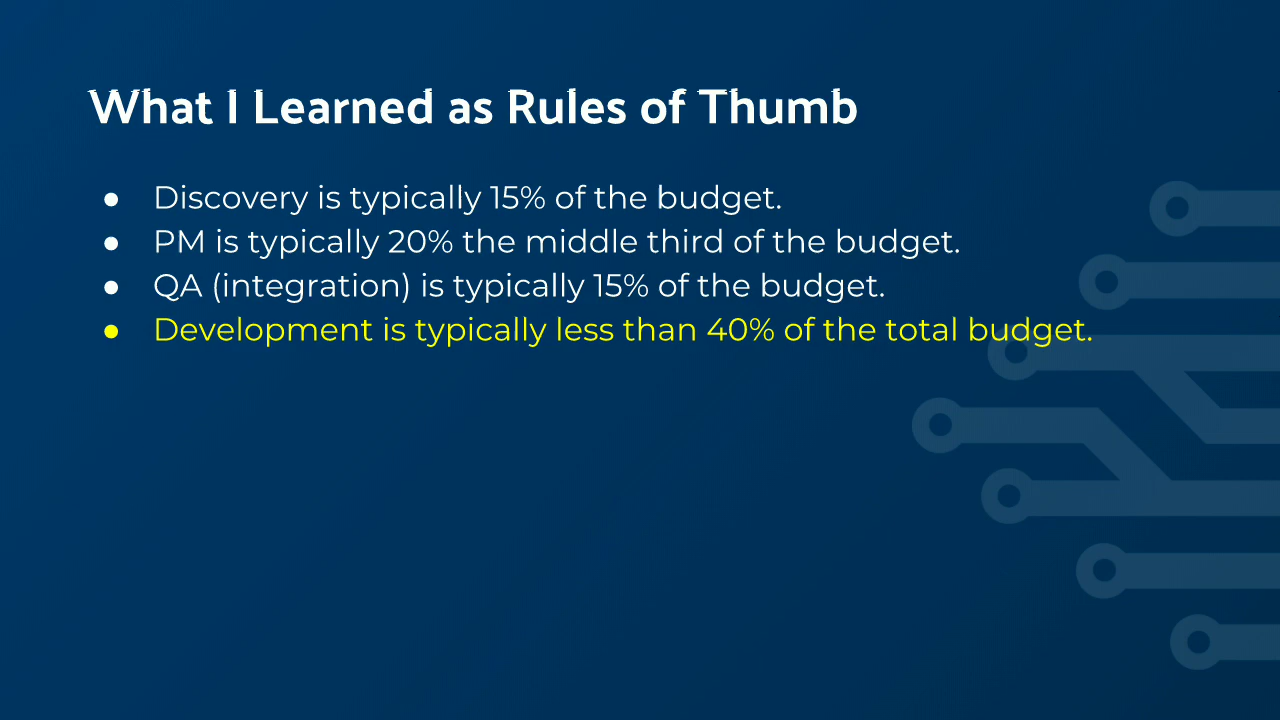 What I Learned as Rules of Thumb
● Discovery is typically 15% of the budget.
● PM is typically 20% the middle third of the budget.
● QA (integration) is typically 15% of the budget.
● Development is typically less than 40% of the total budget.